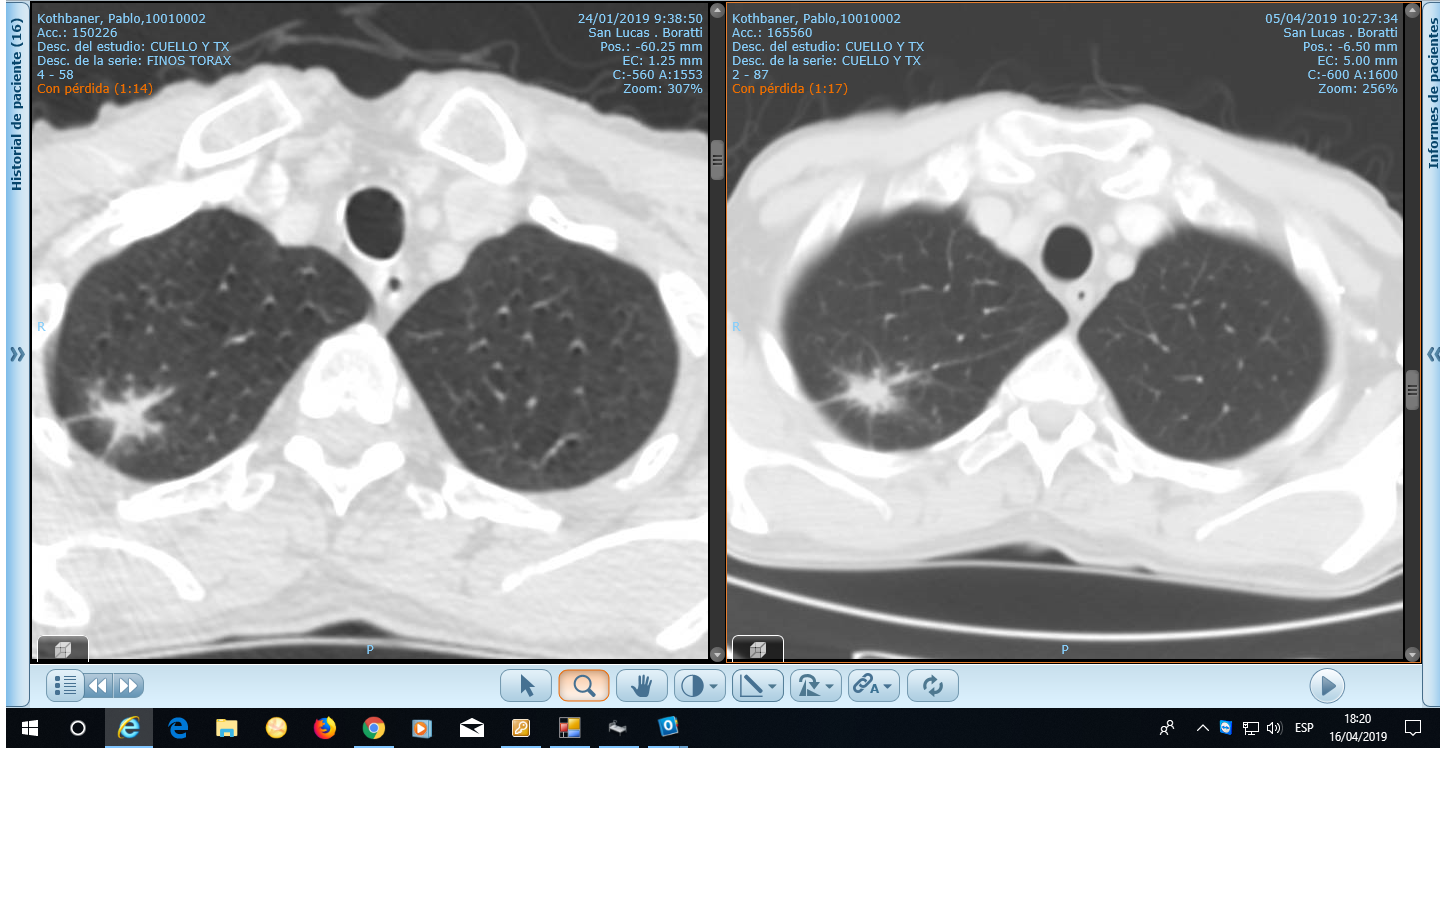 Historial de paciente (16)
Kothbaner, Pablo,10010002
Acc.: 150226
Desc. del estudio: CUELLO Y TX
Desc. de la serie: FINOS TORAX
4 - 58
Con pérdida (1:14)
24/01/2019 9:38:50
San Lucas . Boratti
Pos.: -60.25 mm
EC: 1.25 mm
C:-560 A:1553
Zoom: 307%
R
P
Kothbaner, Pablo,10010002
Acc.: 165560
Desc. del estudio: CUELLO Y TX
Desc. de la serie: CUELLO Y TX
2 - 87
Con pérdida (1:17)
05/04/2019 10:27:34
San Lucas . Boratti
Pos.: -6.50 mm
EC: 5.00 mm
C:-600 A:1600
Zoom: 256%
R
P
Informes de pacientes
A
ESP
18:20
16/04/2019